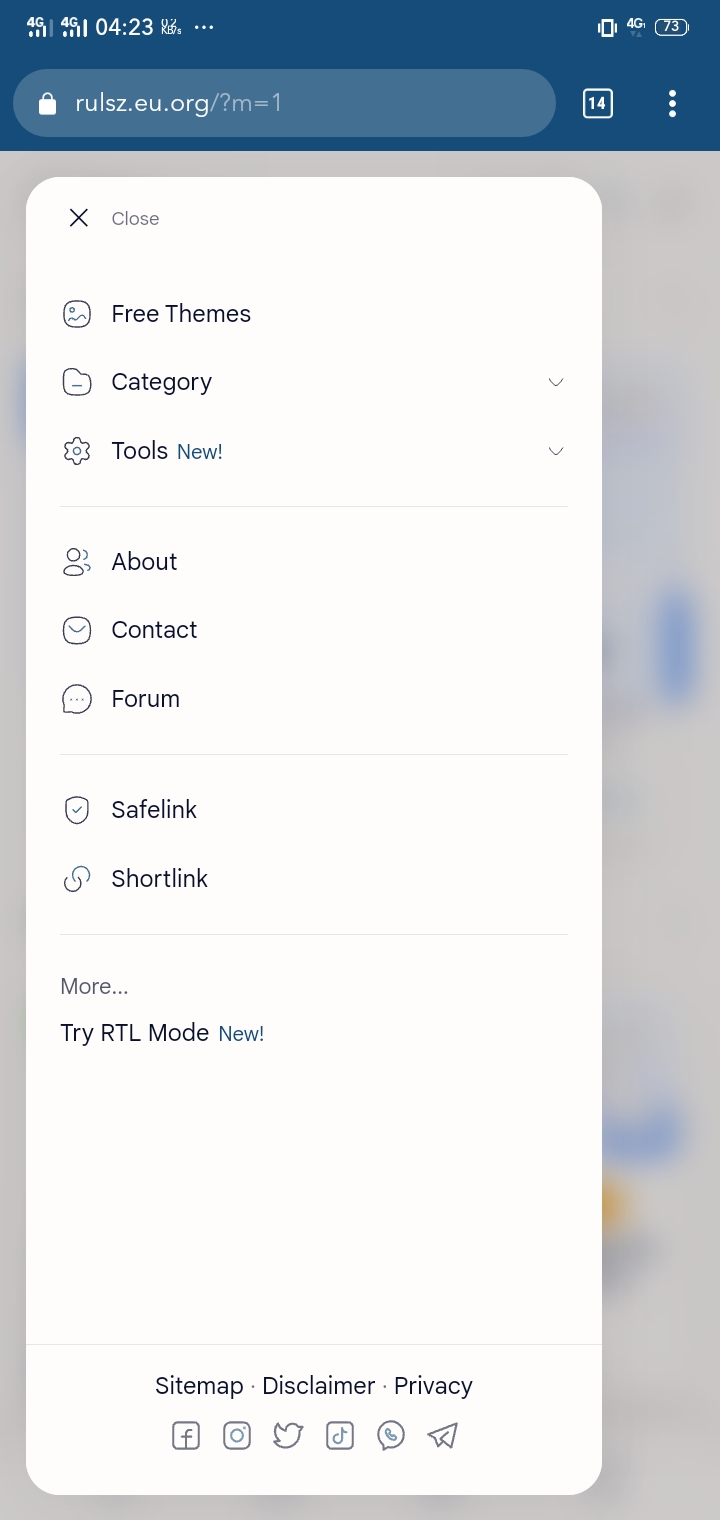 4G 4G 04:23 0.2 KB/s ... 4G 73
rulsz.eu.org/?m=1 14
Close
Free Themes
Category
Tools New!
About
Contact
Forum
Safelink
Shortlink
More...
Try RTL Mode New!
Sitemap · Disclaimer · Privacy